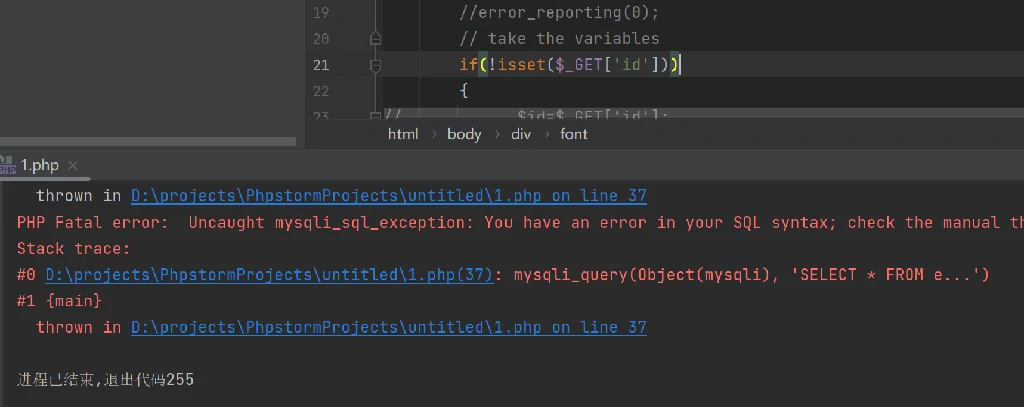 19 //error_reporting(0);
20 // take the variables
21 if(!isset($_GET['id']))
22 {
23 // $id=$_GET['id'];
html › body › div › font
PHP 1.php ×
thrown in D:\projects\PhpstormProjects\untitled\1.php on line 37
PHP Fatal error:  Uncaught mysqli_sql_exception: You have an error in your SQL syntax; check the manual th
Stack trace:
#0 D:\projects\PhpstormProjects\untitled\1.php(37): mysqli_query(Object(mysqli), 'SELECT * FROM e...')
#1 {main}
thrown in D:\projects\PhpstormProjects\untitled\1.php on line 37
进程已结束,退出代码255